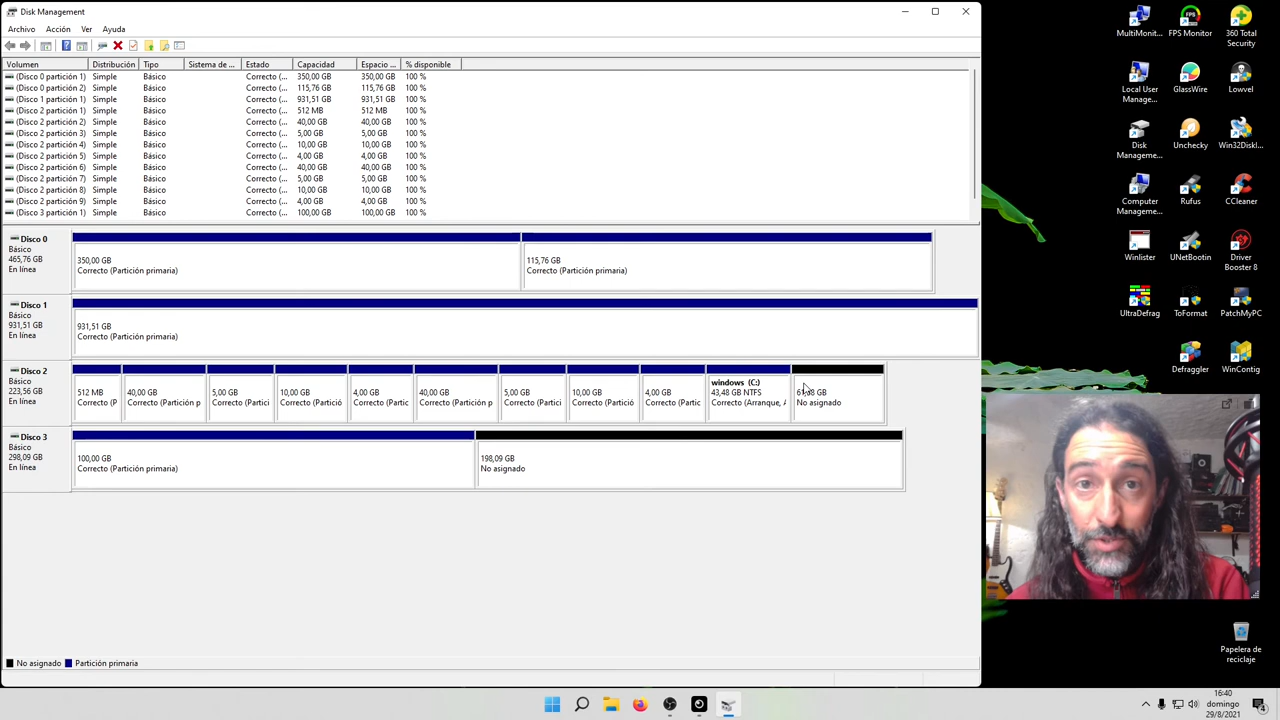 Disk Management
Archivo Acción Ver Ayuda
Volumen Distribución Tipo Sistema de ... Estado Capacidad Espacio ... % disponible
(Disco 0 partición 1) Simple Básico Correcto (... 350,00 GB 350,00 GB 100 %
(Disco 0 partición 2) Simple Básico Correcto (... 115,76 GB 115,76 GB 100 %
(Disco 1 partición 1) Simple Básico Correcto (... 931,51 GB 931,51 GB 100 %
(Disco 2 partición 1) Simple Básico Correcto (... 512 MB 512 MB 100 %
(Disco 2 partición 2) Simple Básico Correcto (... 40,00 GB 40,00 GB 100 %
(Disco 2 partición 3) Simple Básico Correcto (... 5,00 GB 5,00 GB 100 %
(Disco 2 partición 4) Simple Básico Correcto (... 10,00 GB 10,00 GB 100 %
(Disco 2 partición 5) Simple Básico Correcto (... 4,00 GB 4,00 GB 100 %
(Disco 2 partición 6) Simple Básico Correcto (... 40,00 GB 40,00 GB 100 %
(Disco 2 partición 7) Simple Básico Correcto (... 5,00 GB 5,00 GB 100 %
(Disco 2 partición 8) Simple Básico Correcto (... 10,00 GB 10,00 GB 100 %
(Disco 2 partición 9) Simple Básico Correcto (... 4,00 GB 4,00 GB 100 %
(Disco 3 partición 1) Simple Básico Correcto (... 100,00 GB 100,00 GB 100 %
Disco 0
Básico
465,76 GB
En línea
350,00 GB
Correcto (Partición primaria)
115,76 GB
Correcto (Partición primaria)
Disco 1
Básico
931,51 GB
En línea
931,51 GB
Correcto (Partición primaria)
Disco 2
Básico
223,56 GB
En línea
512 MB
Correcto (P
40,00 GB
Correcto (Partición p
5,00 GB
Correcto (Partici
10,00 GB
Correcto (Partició
4,00 GB
Correcto (Partic
40,00 GB
Correcto (Partición p
5,00 GB
Correcto (Partici
10,00 GB
Correcto (Partició
4,00 GB
Correcto (Partic
windows (C:)
43,48 GB NTFS
Correcto (Arranque, A
GB
No asignado
Disco 3
Básico
298,09 GB
En línea
100,00 GB
Correcto (Partición primaria)
198,09 GB
No asignado
No asignado Partición primaria
MultiMonit... FPS Monitor 360 Total
Security
Local User
Manage...
GlassWire
Lowvel
Disk
Manageme...
Unchecky
Win32DiskI...
Computer
Manageme...
Rufus
CCleaner
Winlister
UNetBootin
Driver
Booster 8
UltraDefrag
ToFormat
PatchMyPC
Defraggler
WinContig
Papelera de
reciclaje
16:40
domingo
29/8/2021
4